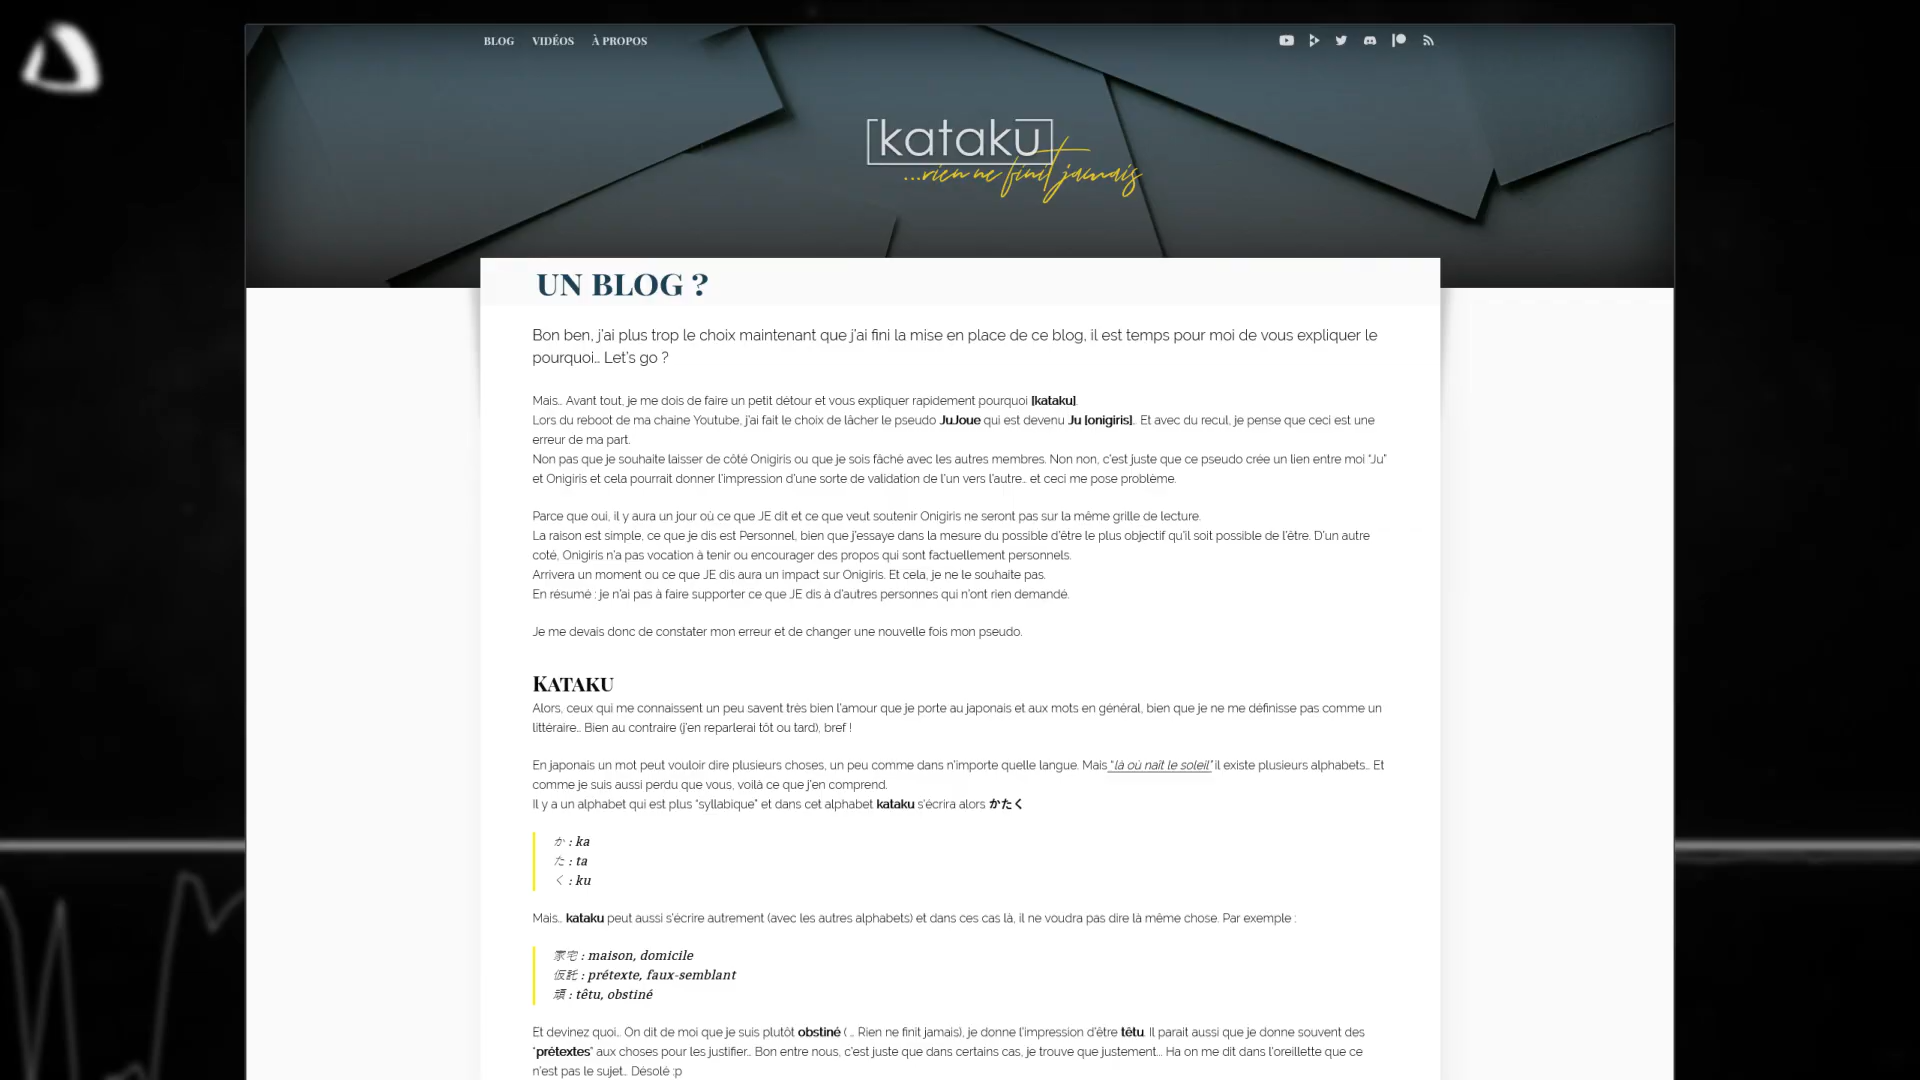 BLOG VIDÉOS À PROPOS
[kataku]
...rien ne finit jamais
UN BLOG ?
Bon ben, j'ai plus trop le choix maintenant que j'ai fini la mise en place de ce blog, il est temps pour moi de vous expliquer le
pourquoi… Let's go ?
Mais… Avant tout, je me dois de faire un petit détour et vous expliquer rapidement pourquoi [kataku].
Lors du reboot de ma chaine Youtube, j'ai fait le choix de lâcher le pseudo JuJoue qui est devenu Ju [onigiris]. Et avec du recul, je pense que ceci est une
erreur de ma part.
Non pas que je souhaite laisser de côté Onigiris ou que je sois fâché avec les autres membres. Non non, c'est juste que ce pseudo crée un lien entre moi “Ju”
et Onigiris et cela pourrait donner l'impression d'une sorte de validation de l'un vers l'autre… et ceci me pose problème.
Parce que oui, il y aura un jour où ce que JE dit et ce que veut soutenir Onigiris ne seront pas sur la même grille de lecture.
La raison est simple, ce que je dis est Personnel, bien que j'essaye dans la mesure du possible d'être le plus objectif qu'il soit possible de l'être. D'un autre
coté, Onigiris n'a pas vocation à tenir ou encourager des propos qui sont factuellement personnels.
Arrivera un moment ou ce que JE dis aura un impact sur Onigiris. Et cela, je ne le souhaite pas.
En résumé : je n'ai pas à faire supporter ce que JE dis à d'autres personnes qui n'ont rien demandé.
Je me devais donc de constater mon erreur et de changer une nouvelle fois mon pseudo.
KATAKU
Alors, ceux qui me connaissent un peu savent très bien l'amour que je porte au japonais et aux mots en général, bien que je ne me définisse pas comme un
littéraire… Bien au contraire (j'en reparlerai tôt ou tard), bref !
En japonais un mot peut vouloir dire plusieurs choses, un peu comme dans n'importe quelle langue. Mais “là où naît le soleil” il existe plusieurs alphabets… Et
comme je suis aussi perdu que vous, voilà ce que j'en comprend.
Il y a un alphabet qui est plus “syllabique” et dans cet alphabet kataku s'écrira alors かたく
か : ka
た : ta
く : ku
Mais… kataku peut aussi s'écrire autrement (avec les autres alphabets) et dans ces cas là, il ne voudra pas dire là même chose. Par exemple :
家宅 : maison, domicile
仮託 : prétexte, faux-semblant
頑 : têtu, obstiné
Et devinez quoi… On dit de moi que je suis plutôt obstiné ( … Rien ne finit jamais), je donne l'impression d'être têtu. Il parait aussi que je donne souvent des
“prétextes” aux choses pour les justifier… Bon entre nous, c'est juste que dans certains cas, je trouve que justement…. Ha on me dit dans l'oreillette que ce
n'est pas le sujet… Désolé :p